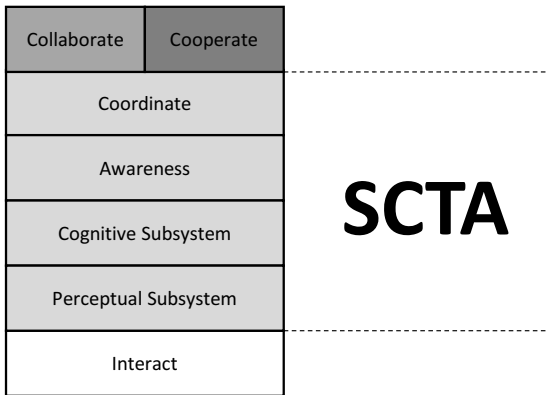 Collaborate Cooperate
Coordinate
Awareness
SCTA
Cognitive Subsystem
Perceptual Subsystem
Interact